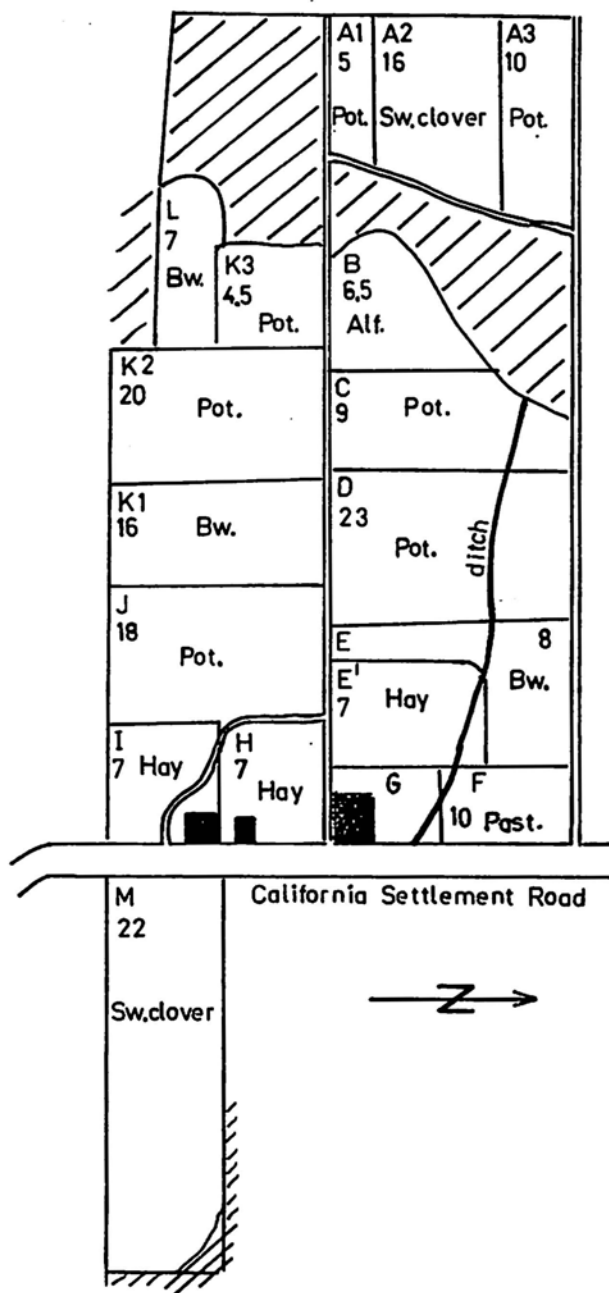 A1
5
Pot.
A2
16
Sw.clover
A3
10
Pot.
L
7
Bw.
K3
4.5
Pot.
B
6.5
Alf.
K2
20
Pot.
C
9
Pot.
K1
16
Bw.
D
23
Pot.
ditch
J
18
Pot.
E
8
Bw.
E'
7
Hay
I
7 Hay
H
7
Hay
G
F
10 Past.
California Settlement Road
M
22
Sw.clover
N